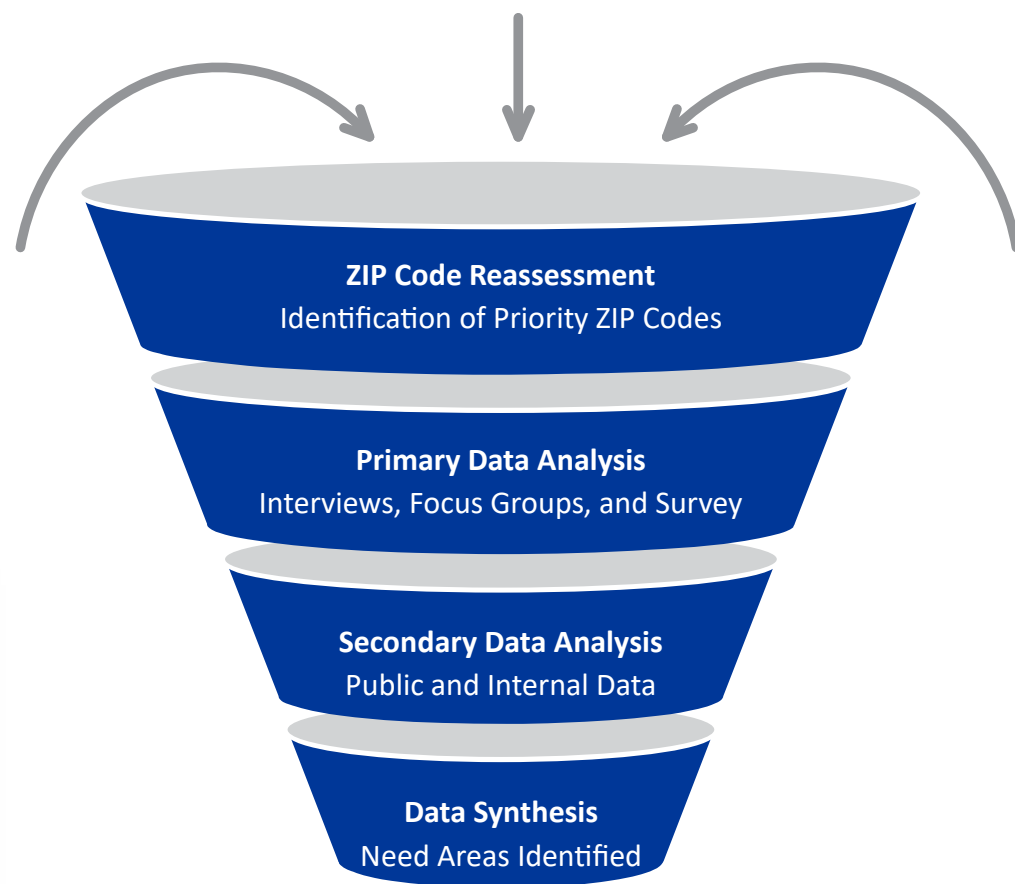 ZIP Code Reassessment
Identification of Priority ZIP Codes
Primary Data Analysis
Interviews, Focus Groups, and Survey
Secondary Data Analysis
Public and Internal Data
Data Synthesis
Need Areas Identified